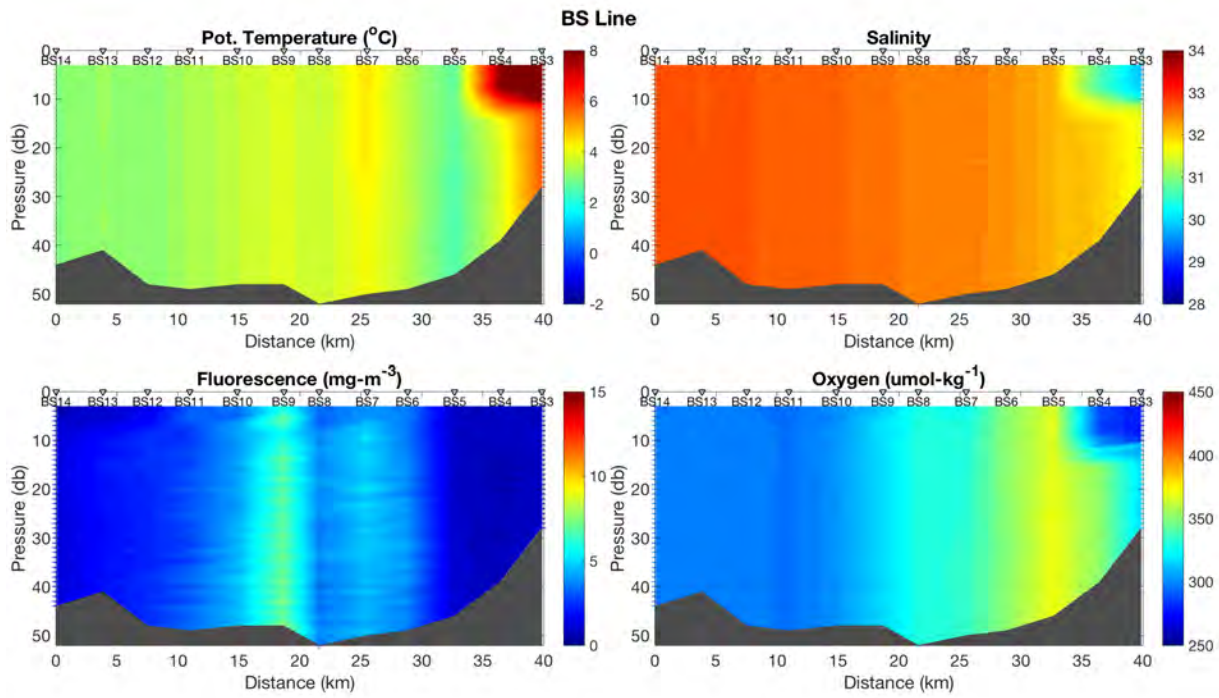 BS Line
Pot. Temperature (°C)
BS14 BS13 BS12 BS11 BS10 BS9 BS8 BS7 BS6 BS5 BS4 BS3
0
10
20
30
40
50
Pressure (db)
0 5 10 15 20 25 30 35 40
Distance (km)
8
6
4
2
0
-2
Salinity
BS14 BS13 BS12 BS11 BS10 BS9 BS8 BS7 BS6 BS5 BS4 BS3
0
10
20
30
40
50
Pressure (db)
0 5 10 15 20 25 30 35 40
Distance (km)
34
33
32
31
30
29
28
Fluorescence (mg-m⁻³)
BS14 BS13 BS12 BS11 BS10 BS9 BS8 BS7 BS6 BS5 BS4 BS3
0
10
20
30
40
50
Pressure (db)
0 5 10 15 20 25 30 35 40
Distance (km)
15
10
5
0
Oxygen (umol-kg⁻¹)
BS14 BS13 BS12 BS11 BS10 BS9 BS8 BS7 BS6 BS5 BS4 BS3
0
10
20
30
40
50
Pressure (db)
0 5 10 15 20 25 30 35 40
Distance (km)
450
400
350
300
250